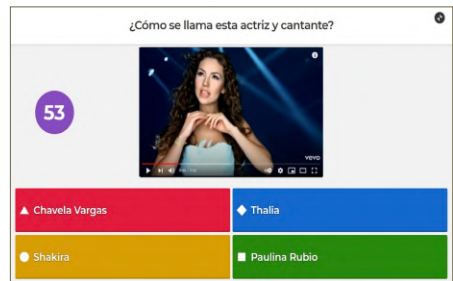 ¿Cómo se llama esta actriz y cantante?
53
vevo
Chavela Vargas
Thalia
Shakira
Paulina Rubio